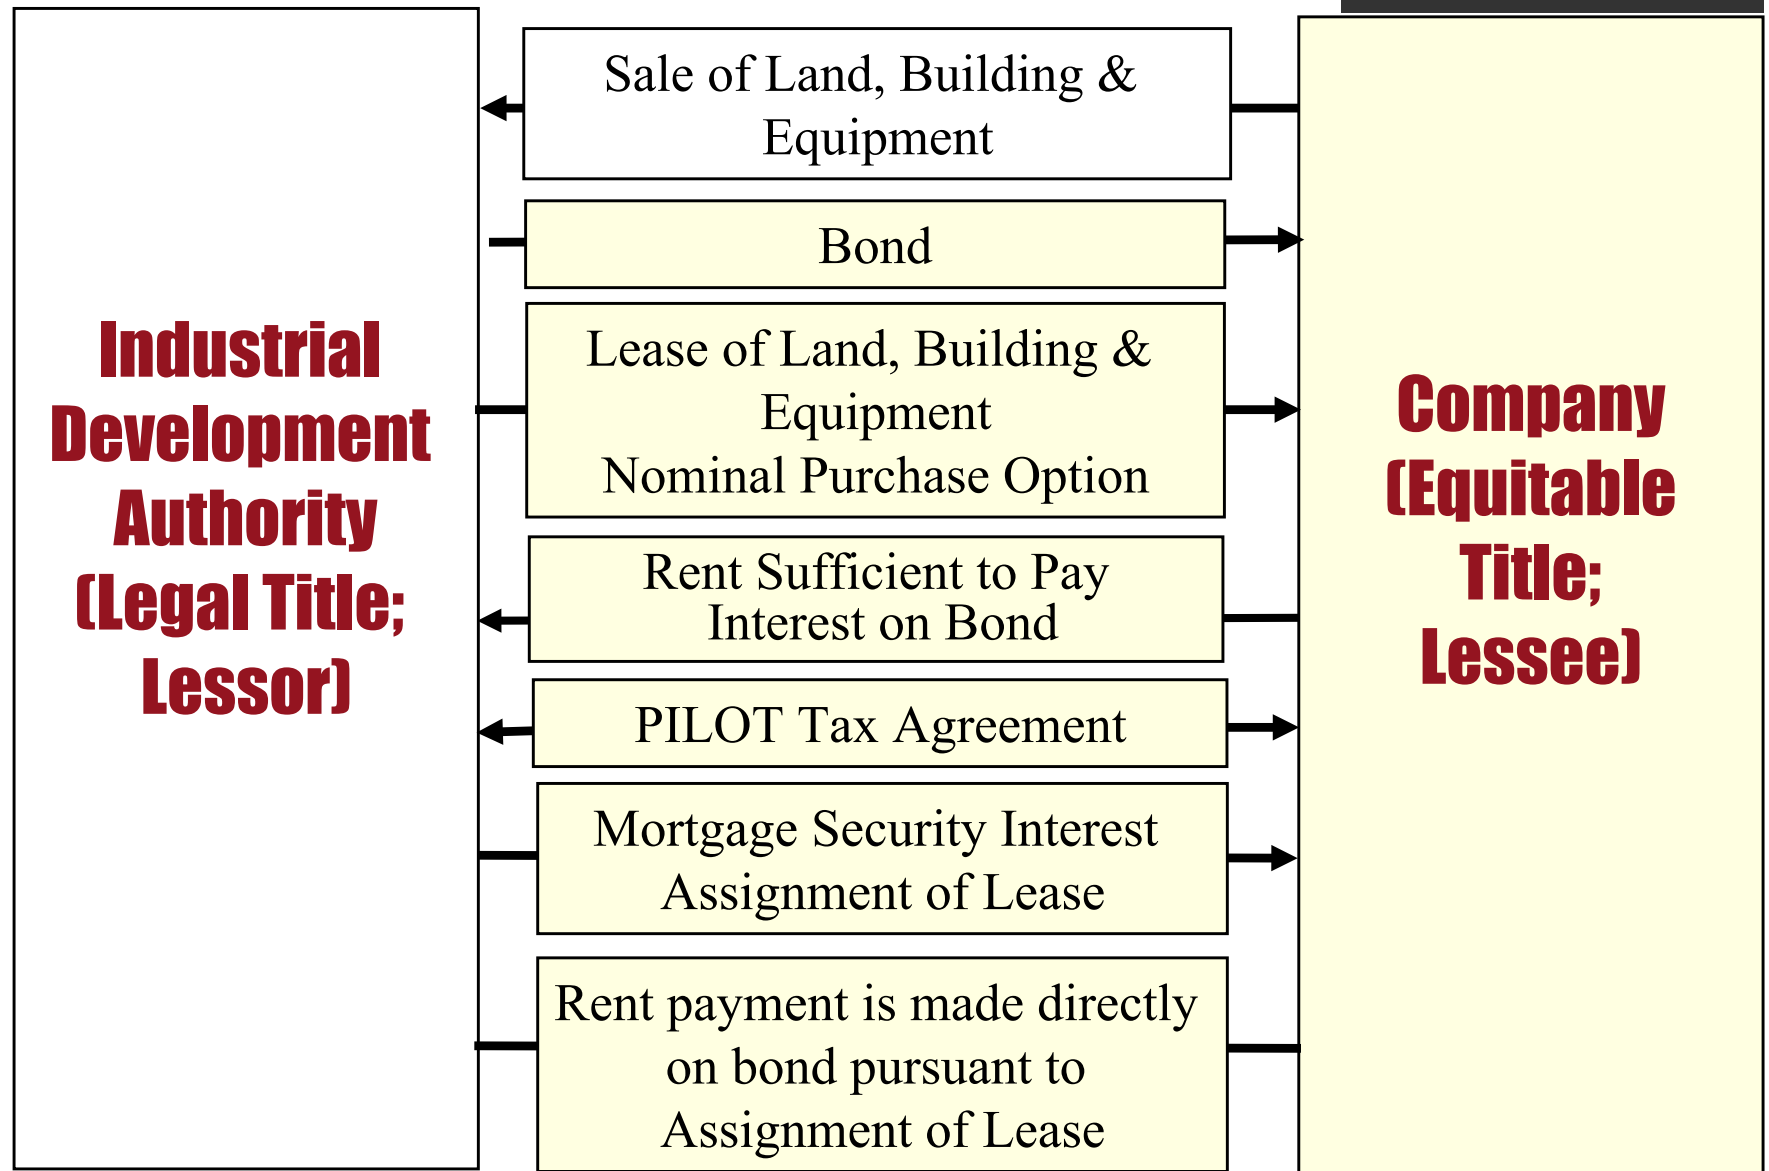 Industrial
Development
Authority
(Legal Title;
Lessor)
Sale of Land, Building &
Equipment
Bond
Lease of Land, Building &
Equipment
Nominal Purchase Option
Rent Sufficient to Pay
Interest on Bond
PILOT Tax Agreement
Mortgage Security Interest
Assignment of Lease
Rent payment is made directly
on bond pursuant to
Assignment of Lease
Company
(Equitable
Title;
Lessee)